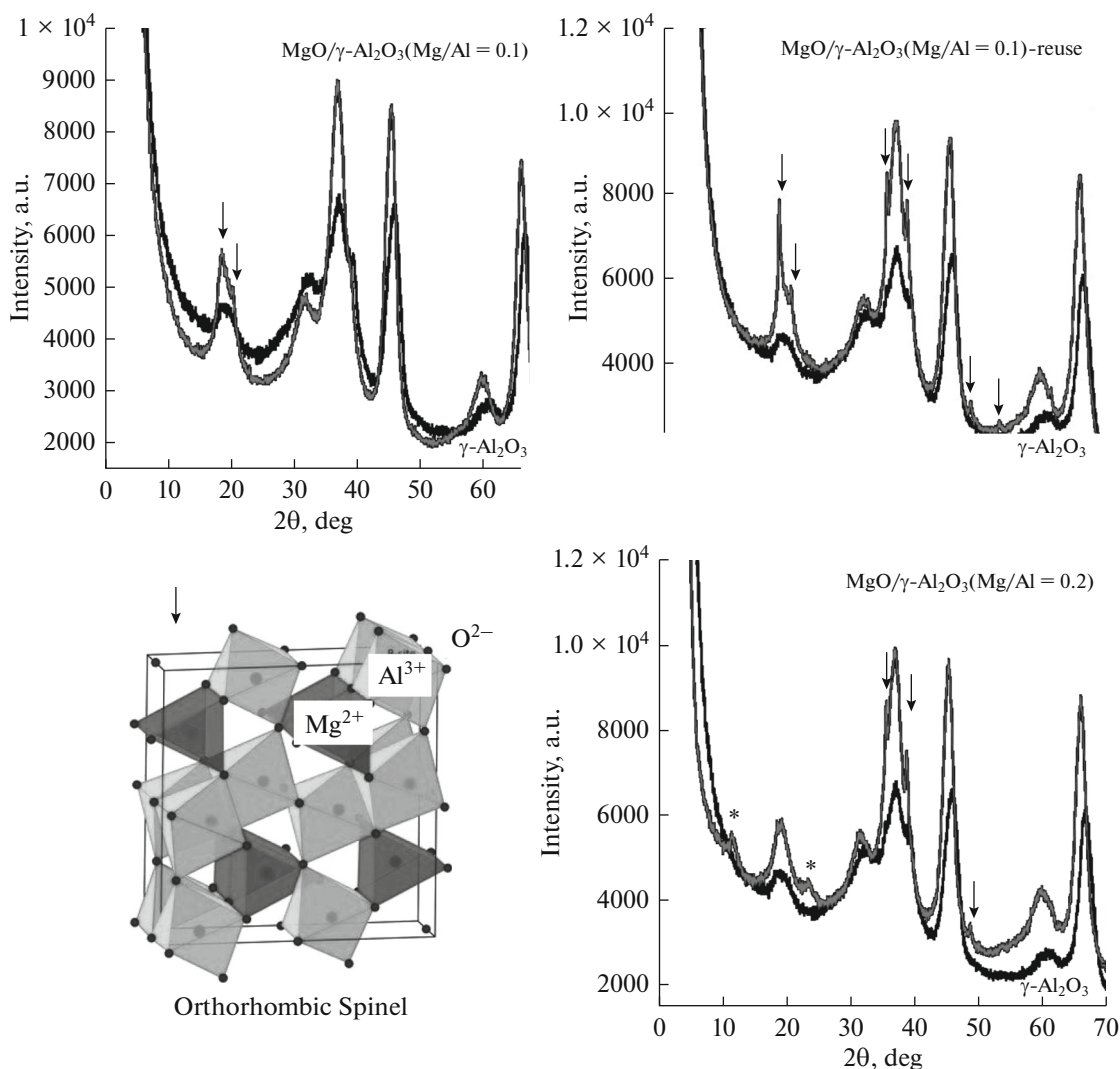 1 × 10⁴
MgO/γ-Al₂O₃(Mg/Al = 0.1)
9000
8000
7000
6000
5000
4000
3000
2000
Intensity, a.u.
γ-Al₂O₃
0 10 20 30 40 50 60
2θ, deg
1.2 × 10⁴
MgO/γ-Al₂O₃(Mg/Al = 0.1)-reuse
1.0 × 10⁴
8000
6000
4000
Intensity, a.u.
γ-Al₂O₃
O²⁻
Al³⁺
Mg²⁺
Orthorhombic Spinel
1.2 × 10⁴
MgO/γ-Al₂O₃(Mg/Al = 0.2)
1.0 × 10⁴
8000
6000
4000
2000
Intensity, a.u.
*
*
γ-Al₂O₃
0 10 20 30 40 50 60 70
2θ, deg